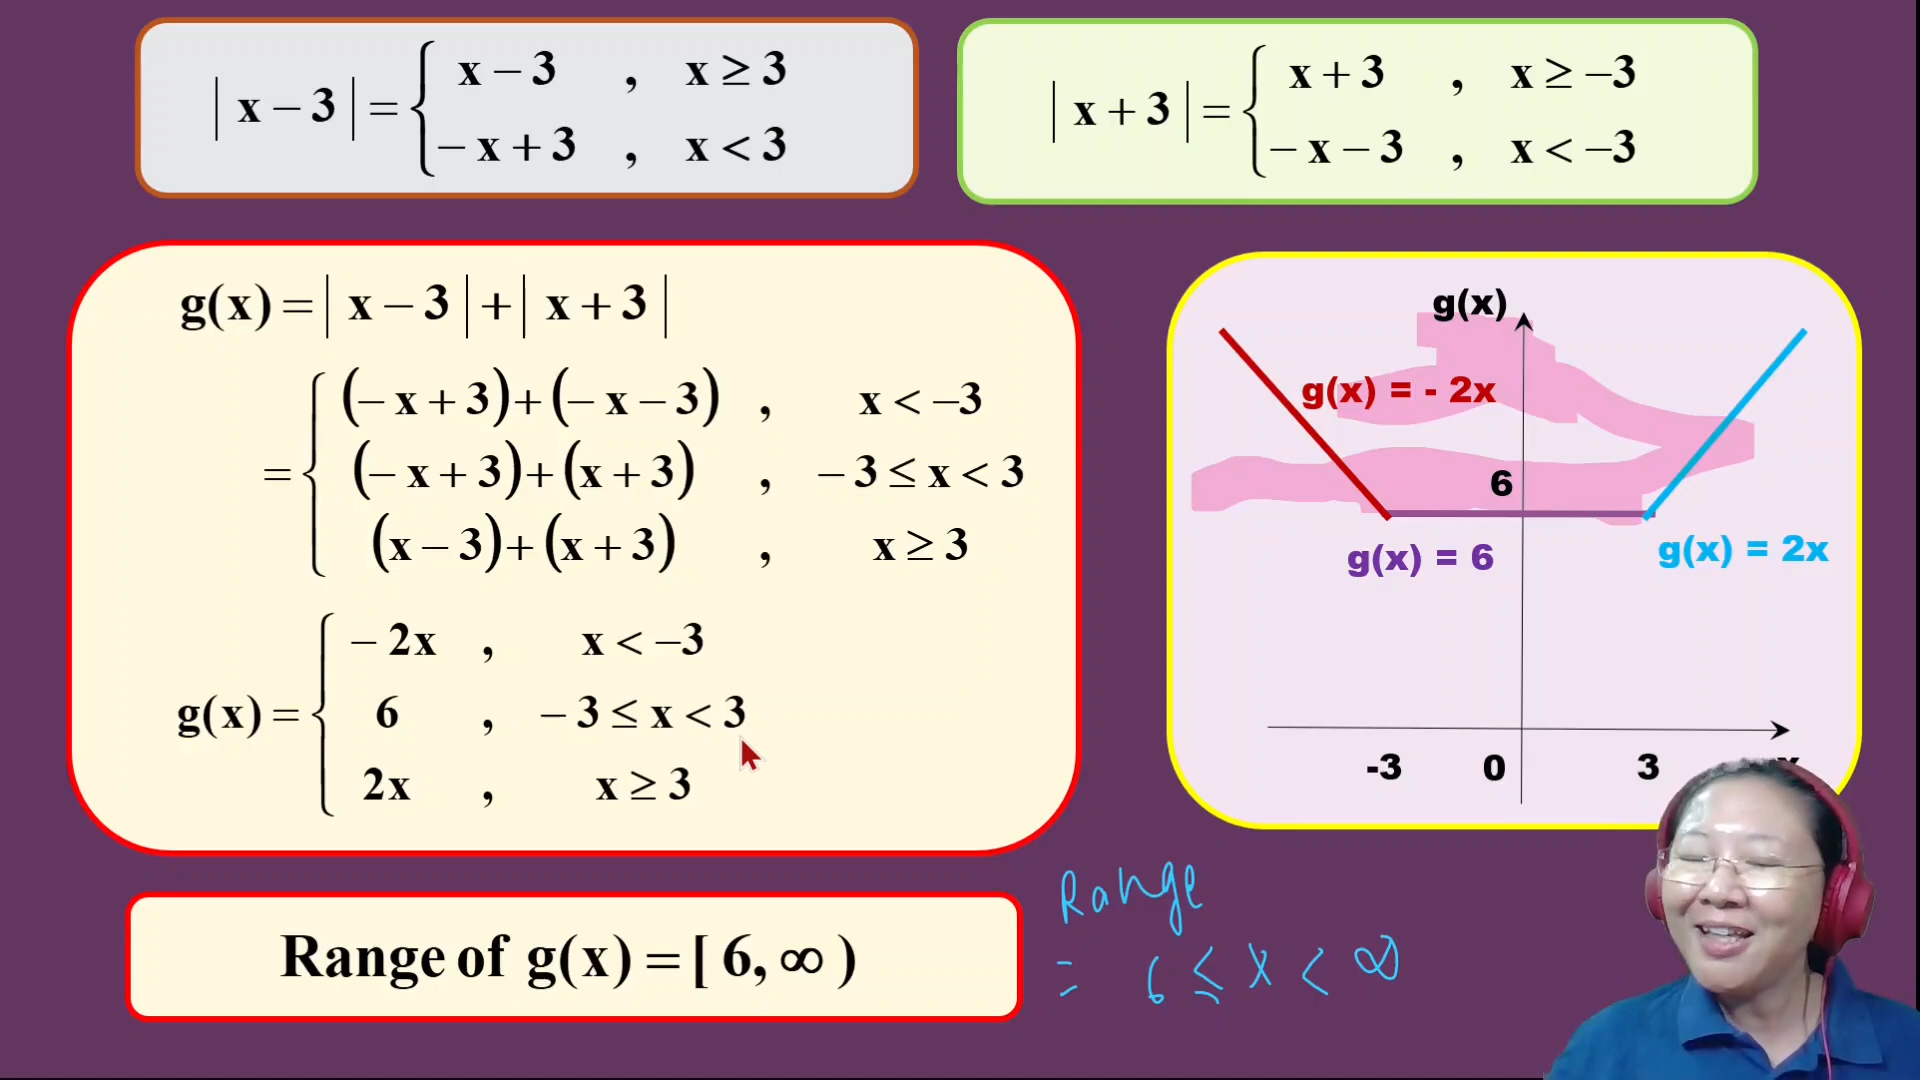 | x − 3 | = { x − 3 , x ≥ 3
− x + 3 , x < 3
| x + 3 | = { x + 3 , x ≥ −3
− x − 3 , x < −3
g(x) = | x − 3 | + | x + 3 |
= { (− x + 3) + (− x − 3) , x < −3
(− x + 3) + (x + 3) , − 3 ≤ x < 3
(x − 3) + (x + 3) , x ≥ 3
g(x) = { − 2x , x < −3
6 , − 3 ≤ x < 3
2x , x ≥ 3
Range of g(x) = [ 6, ∞ )
g(x)
g(x) = - 2x
6
g(x) = 6
g(x) = 2x
-3 0 3
Range
= 6 ≤ x < ∞